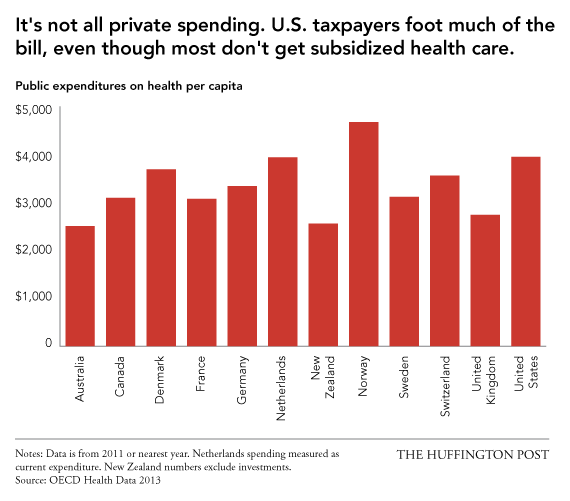 It's not all private spending. U.S. taxpayers foot much of the
bill, even though most don't get subsidized health care.
Public expenditures on health per capita
$5,000
$4,000
$3,000
$2,000
$1,000
0
Australia
Canada
Denmark
France
Germany
Netherlands
New
Zealand
Norway
Sweden
Switzerland
United
Kingdom
United
States
Notes: Data is from 2011 or nearest year. Netherlands spending measured as
current expenditure. New Zealand numbers exclude investments.
Source: OECD Health Data 2013
THE HUFFINGTON POST